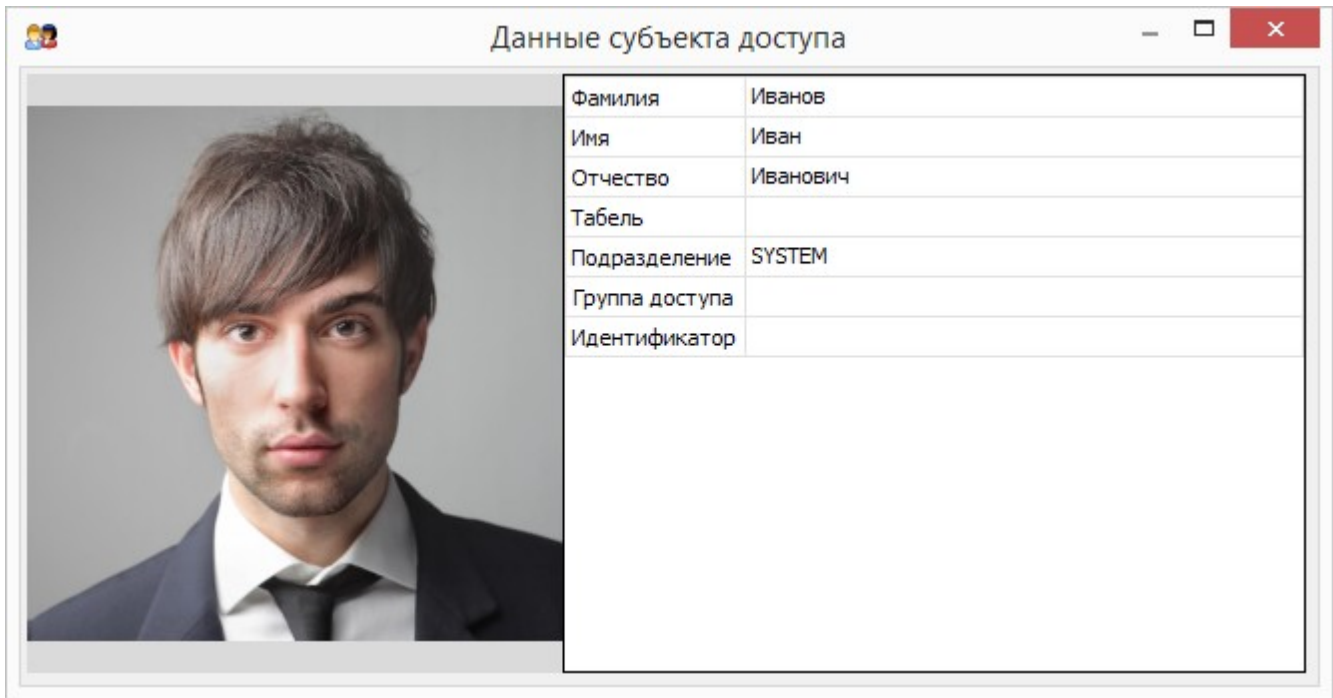 Данные субъекта доступа
Фамилия Иванов
Имя Иван
Отчество Иванович
Табель
Подразделение SYSTEM
Группа доступа
Идентификатор